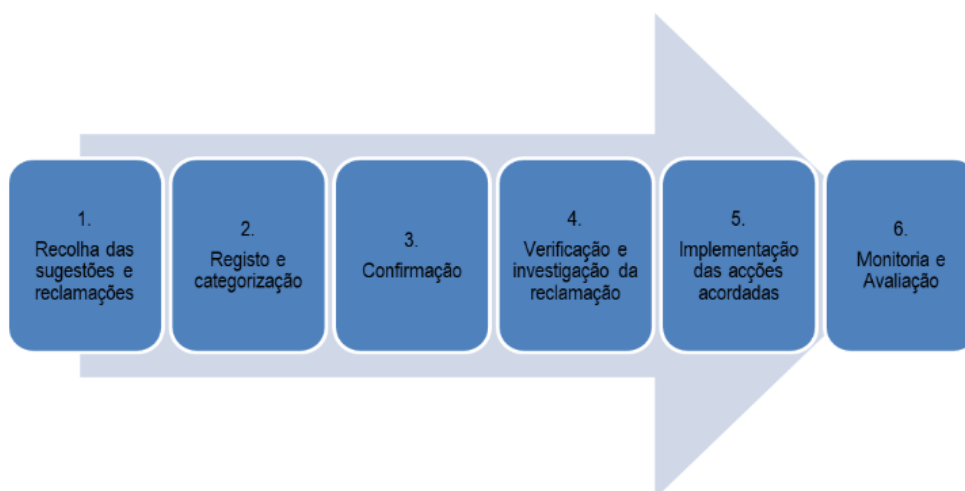 1.
Recolha das
sugestões e
reclamações
2.
Registo e
categorização
3.
Confirmação
4.
Verificação e
investigação da
reclamação
5.
Implementação
das acções
acordadas
6.
Monitoria e
Avaliação